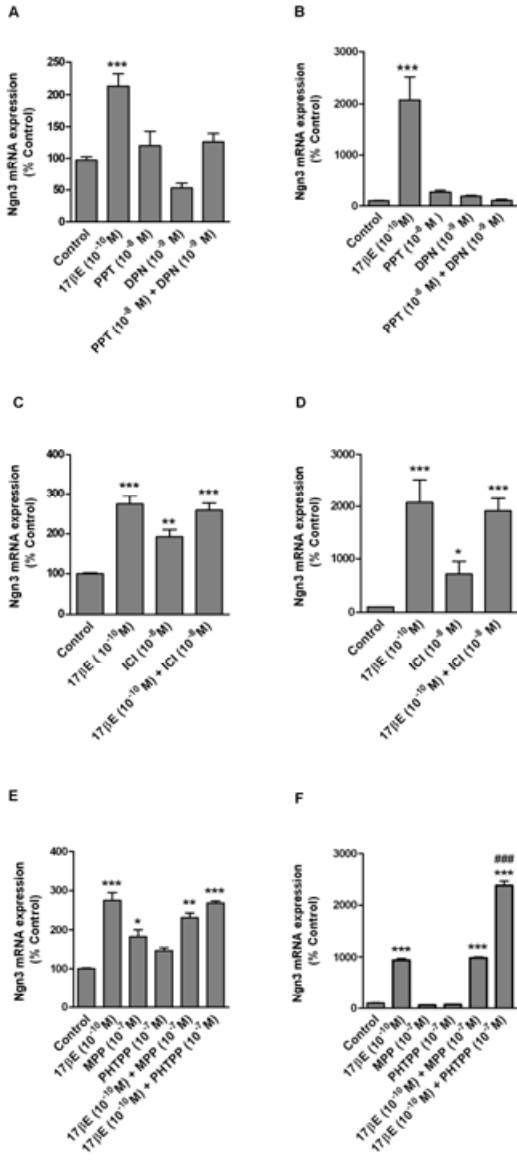 A
Ngn3 mRNA expression
(% Control)
250
200
150
100
50
0
***
Control
17βE (10⁻¹⁰ M)
PPT (10⁻⁸ M)
DPN (10⁻⁹ M)
PPT (10⁻⁸ M) + DPN (10⁻⁹ M)
B
Ngn3 mRNA expression
(% Control)
3000
2000
1000
0
***
Control
17βE (10⁻¹⁰ M)
PPT (10⁻⁸ M )
DPN (10⁻⁹ M)
PPT (10⁻⁸ M) + DPN (10⁻⁹ M)
C
Ngn3 mRNA expression
(% Control)
400
300
200
100
0
***
**
***
Control
17βE (10⁻¹⁰ M)
ICI (10⁻⁸ M)
17βE (10⁻¹⁰ M) + ICI (10⁻⁸ M)
D
Ngn3 mRNA expression
(% Control)
3000
2000
1000
0
***
*
***
Control
17βE (10⁻¹⁰ M)
ICI (10⁻⁸ M)
17βE (10⁻¹⁰ M) + ICI (10⁻⁸ M)
E
Ngn3 mRNA expression
(% Control)
400
300
200
100
0
***
*
**
***
Control
17βE (10⁻¹⁰ M)
MPP (10⁻⁷ M)
PHTPP (10⁻⁷ M)
17βE (10⁻¹⁰ M) + MPP (10⁻⁷ M)
17βE (10⁻¹⁰ M) + PHTPP (10⁻⁷ M)
F
Ngn3 mRNA expression
(% Control)
3000
2000
1000
0
***
***
###
***
Control
17βE (10⁻¹⁰ M)
MPP (10⁻⁷ M)
PHTPP (10⁻⁷ M)
17βE (10⁻¹⁰ M) + MPP (10⁻⁷ M)
17βE (10⁻¹⁰ M) + PHTPP (10⁻⁷ M)